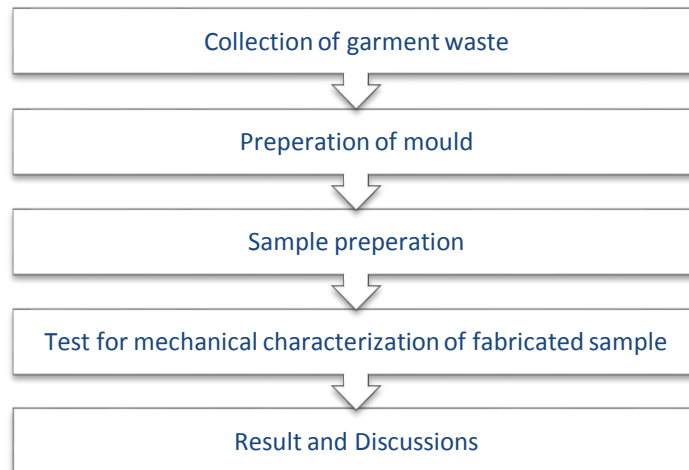 Collection of garment waste
Preperation of mould
Sample preperation
Test for mechanical characterization of fabricated sample
Result and Discussions